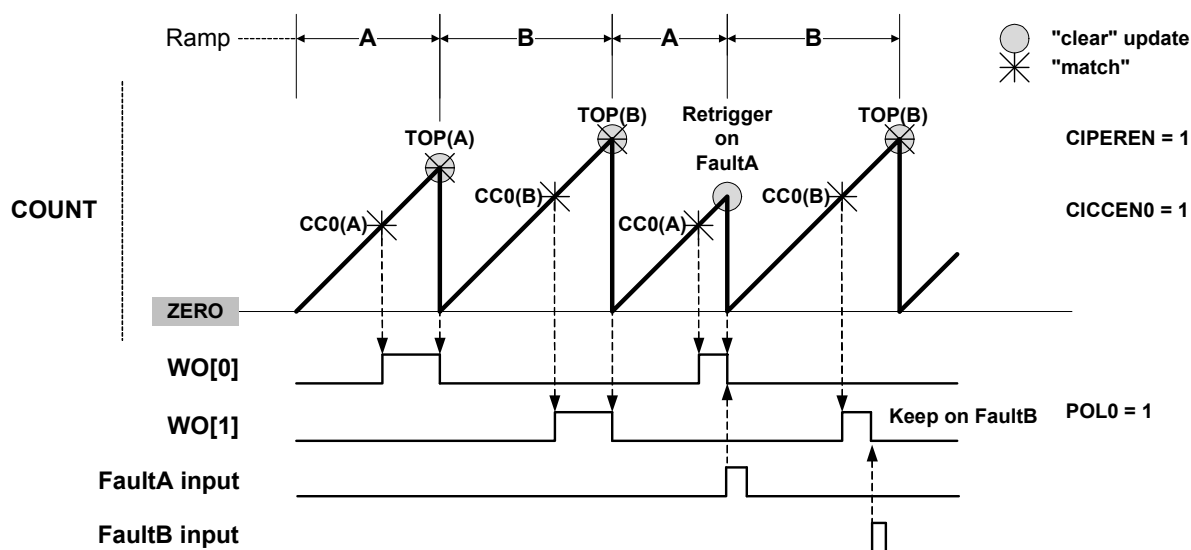 Ramp
A
B
A
B
"clear" update
"match"
TOP(A)
TOP(B)
Retrigger
on
FaultA
TOP(B)
CIPEREN = 1
COUNT
CC0(A)
CC0(B)
CC0(A)
CC0(B)
CICCEN0 = 1
ZERO
WO[0]
WO[1]
Keep on FaultB
POL0 = 1
FaultA input
FaultB input